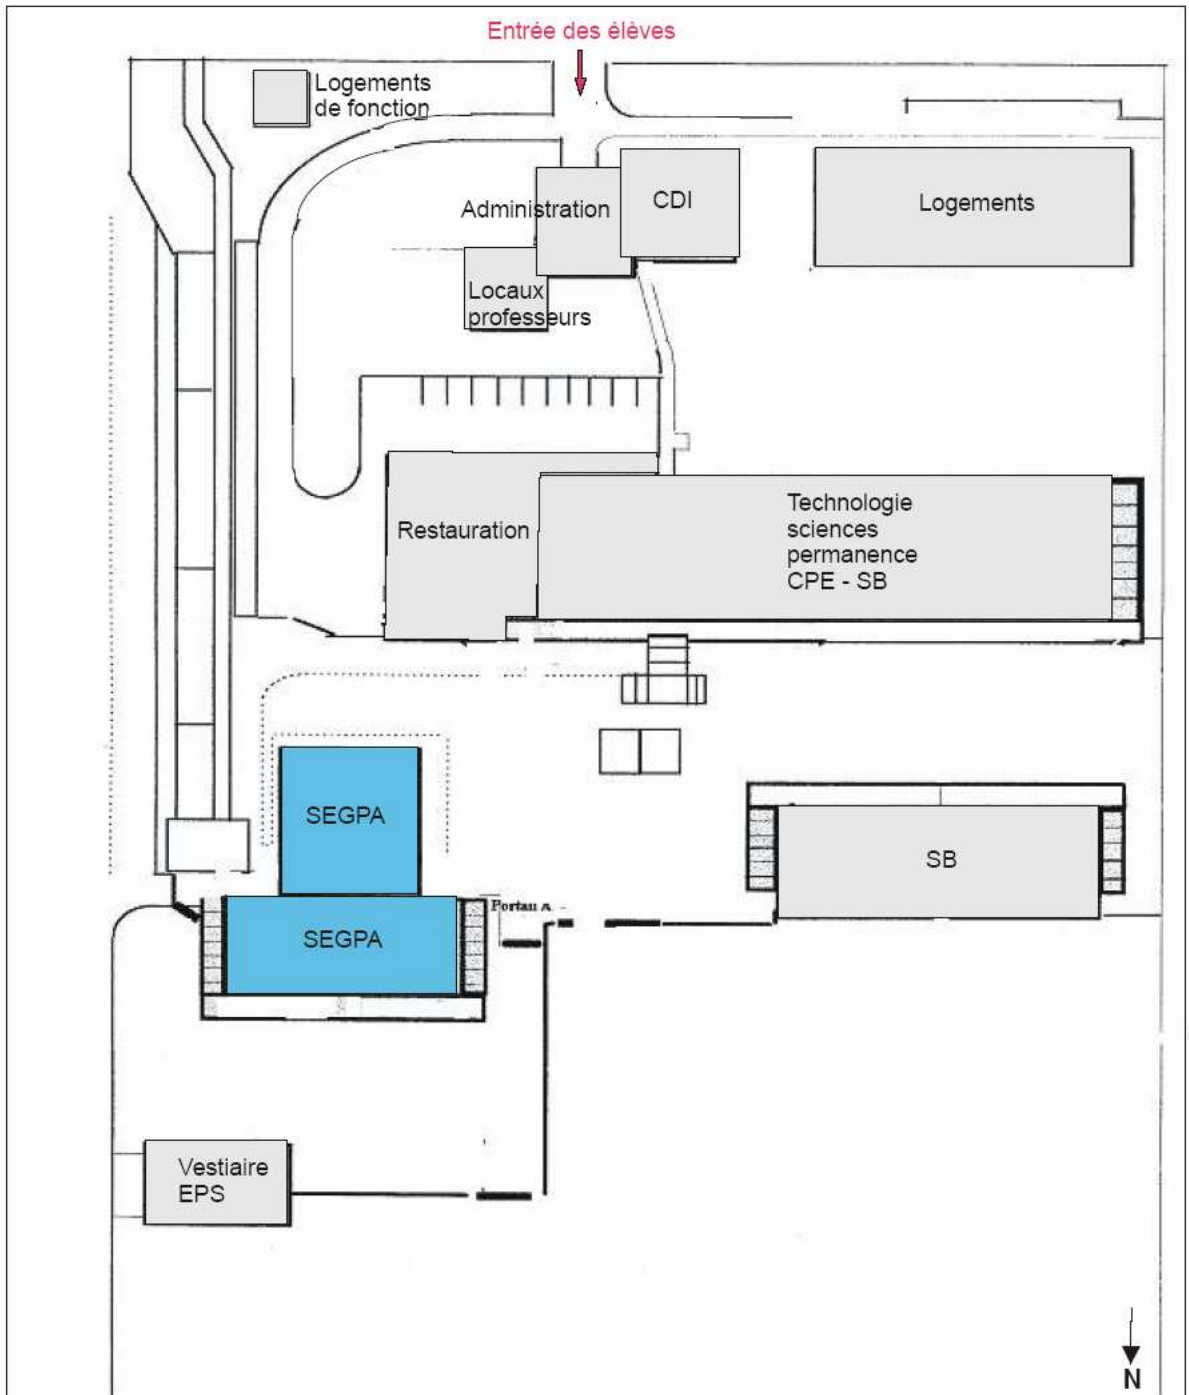 Entrée des élèves
Logements
de fonction
Administration
CDI
Logements
Locaux
professeurs
Restauration
Technologie
sciences
permanence
CPE - SB
SEGPA
SB
SEGPA
Portail A
Vestiaire
EPS
N